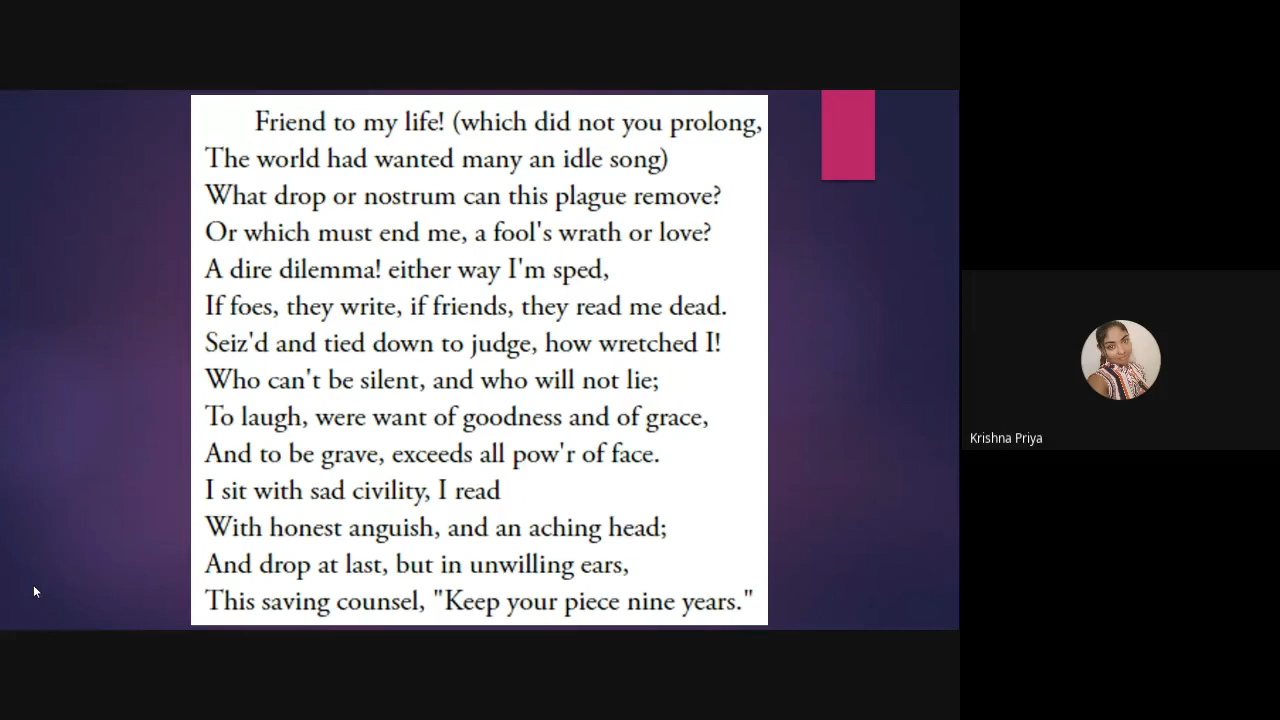 Friend to my life! (which did not you prolong,
The world had wanted many an idle song)
What drop or nostrum can this plague remove?
Or which must end me, a fool's wrath or love?
A dire dilemma! either way I'm sped,
If foes, they write, if friends, they read me dead.
Seiz'd and tied down to judge, how wretched I!
Who can't be silent, and who will not lie;
To laugh, were want of goodness and of grace,
And to be grave, exceeds all pow'r of face.
I sit with sad civility, I read
With honest anguish, and an aching head;
And drop at last, but in unwilling ears,
This saving counsel, "Keep your piece nine years."
Krishna Priya